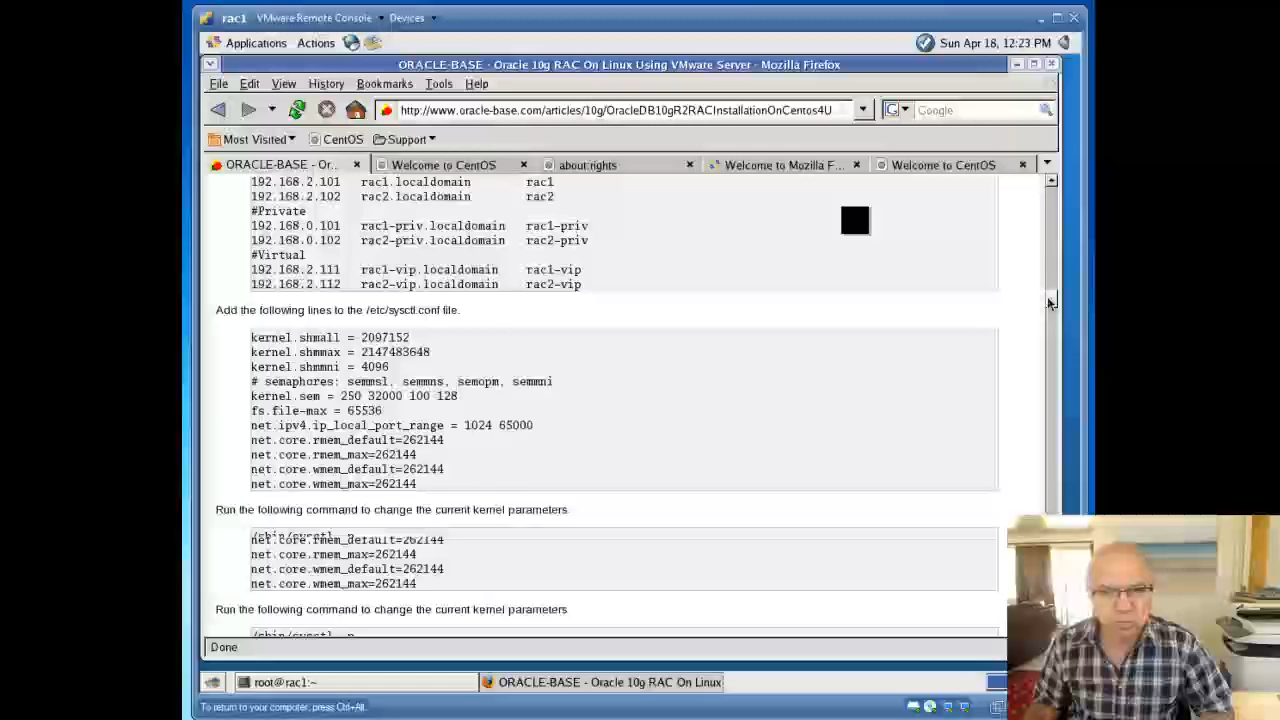 rac1 VMware Remote Console Devices
Applications Actions Sun Apr 18, 12:23 PM
ORACLE-BASE - Oracle 10g RAC On Linux Using VMware Server - Mozilla Firefox
File Edit View History Bookmarks Tools Help
http://www.oracle-base.com/articles/10g/OracleDB10gR2RACInstallationOnCentos4U Google
Most Visited CentOS Support
ORACLE-BASE - Or... Welcome to CentOS about:rights Welcome to Mozilla F... Welcome to CentOS
192.168.2.101 rac1.localdomain rac1
192.168.2.102 rac2.localdomain rac2
#Private
192.168.0.101 rac1-priv.localdomain rac1-priv
192.168.0.102 rac2-priv.localdomain rac2-priv
#Virtual
192.168.2.111 rac1-vip.localdomain rac1-vip
192.168.2.112 rac2-vip.localdomain rac2-vip
Add the following lines to the /etc/sysctl.conf file.
kernel.shmall = 2097152
kernel.shmmax = 2147483648
kernel.shmmni = 4096
# semaphores: semmsl, semmns, semopm, semmni
kernel.sem = 250 32000 100 128
fs.file-max = 65536
net.ipv4.ip_local_port_range = 1024 65000
net.core.rmem_default=262144
net.core.rmem_max=262144
net.core.wmem_default=262144
net.core.wmem_max=262144
Run the following command to change the current kernel parameters.
net.core.rmem_default=262144
net.core.rmem_max=262144
net.core.wmem_default=262144
net.core.wmem_max=262144
Run the following command to change the current kernel parameters
/sbin/sysctl -p
Done
root@rac1:~ ORACLE-BASE - Oracle 10g RAC On Linux
To return to your computer, press Ctrl+Alt.